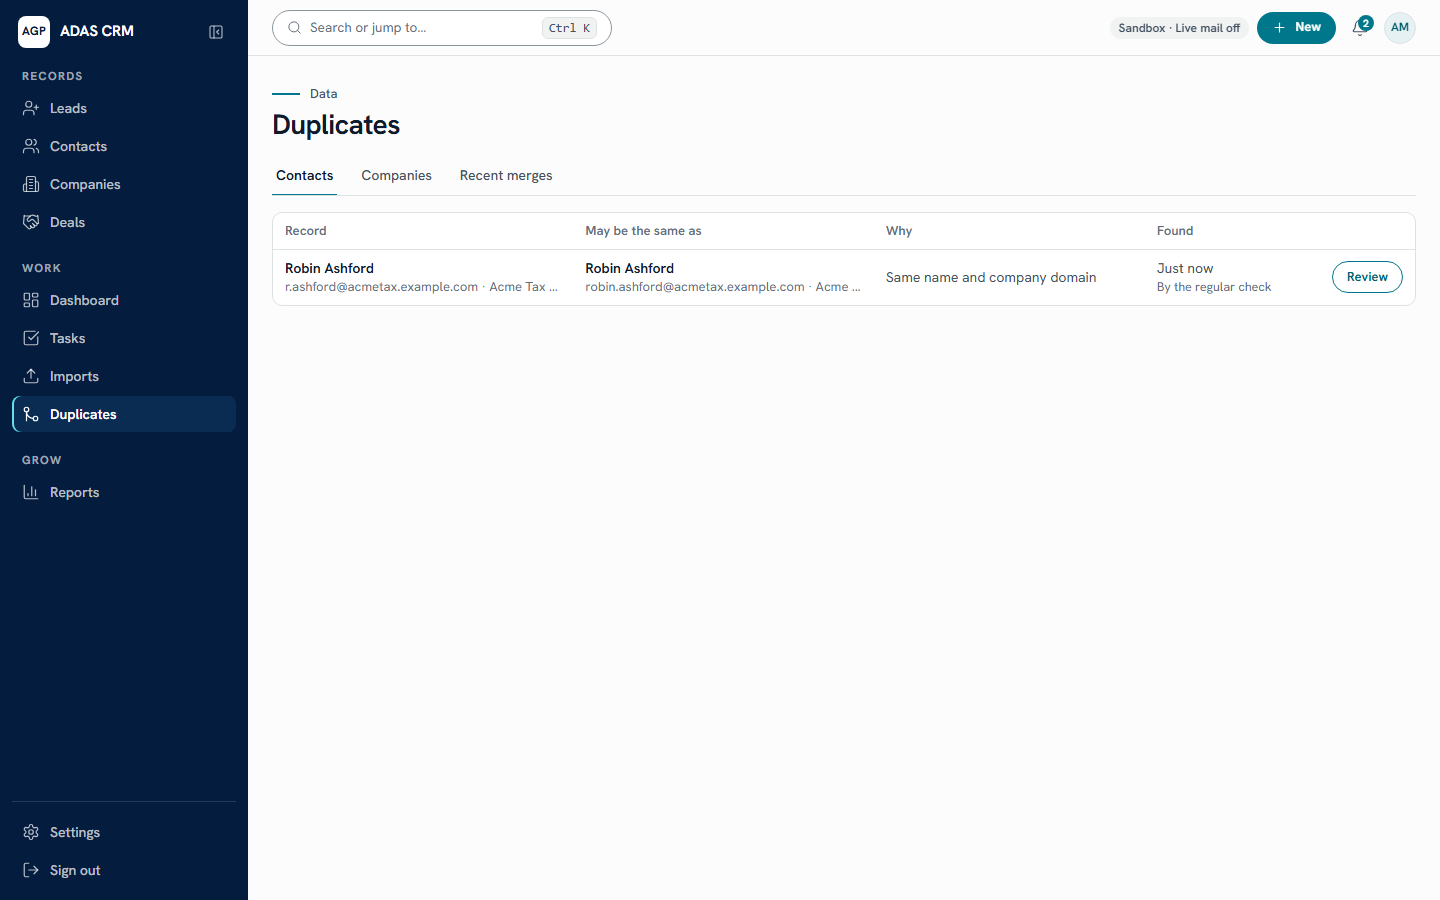 AGP ADAS CRM
RECORDS
Leads
Contacts
Companies
Deals
WORK
Dashboard
Tasks
Imports
Duplicates
GROW
Reports
Settings
Sign out
Search or jump to... Ctrl K
Sandbox · Live mail off
New
2
AM
Data
Duplicates
Contacts Companies Recent merges
Record May be the same as Why Found
Robin Ashford
r.ashford@acmetax.example.com · Acme Tax ...
Robin Ashford
robin.ashford@acmetax.example.com · Acme ...
Same name and company domain
Just now
By the regular check
Review